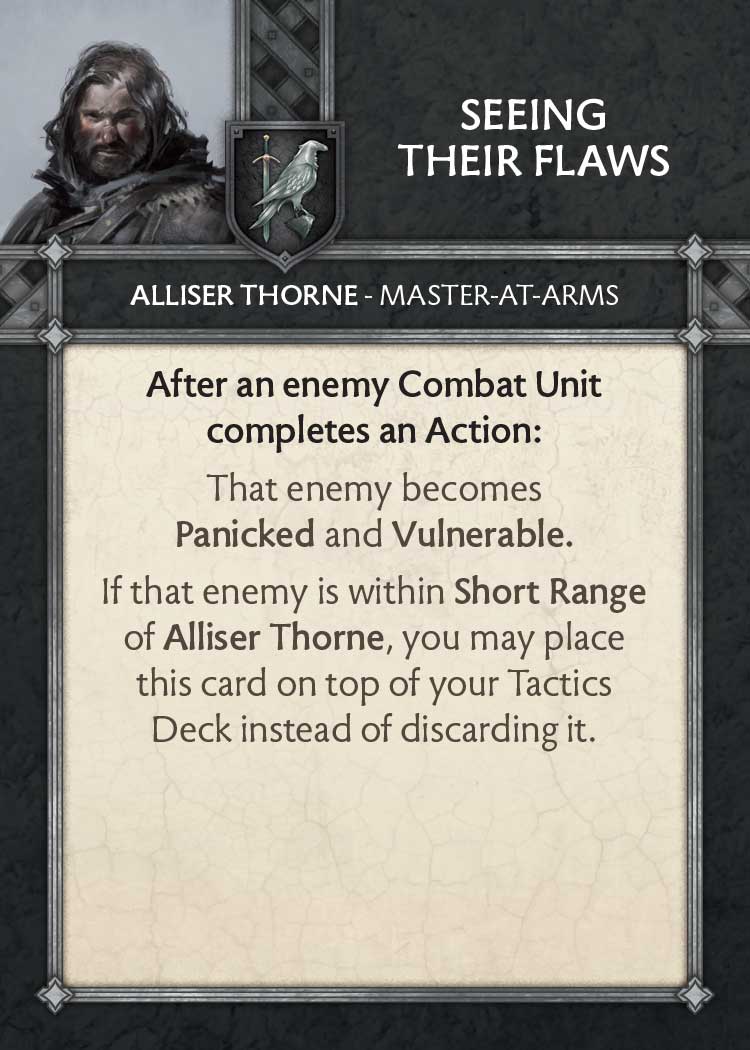 SEEING
THEIR FLAWS
ALLISER THORNE - MASTER-AT-ARMS
After an enemy Combat Unit
completes an Action:
That enemy becomes
Panicked and Vulnerable.
If that enemy is within Short Range
of Alliser Thorne, you may place
this card on top of your Tactics
Deck instead of discarding it.